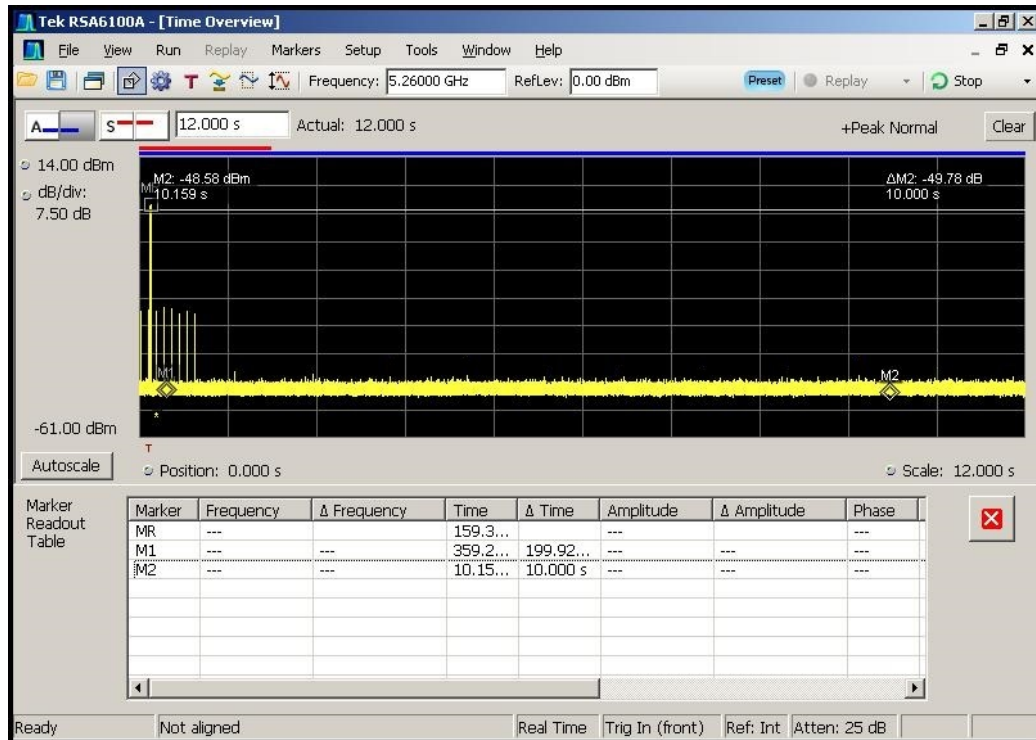 Tek RSA6100A - [Time Overview]
File View Run Replay Markers Setup Tools Window Help
T Frequency: 5.26000 GHz RefLev: 0.00 dBm Preset Replay Stop
A S 12.000 s Actual: 12.000 s +Peak Normal Clear
14.00 dBm
dB/div:
7.50 dB
M2: -48.58 dBm
10.159 s
ΔM2: -49.78 dB
10.000 s
M1
M2
-61.00 dBm
T
Autoscale Position: 0.000 s Scale: 12.000 s
Marker
Readout
Table
Marker Frequency Δ Frequency Time Δ Time Amplitude Δ Amplitude Phase
MR --- 159.3... --- ---
M1 --- --- 359.2... 199.92... --- --- ---
M2 --- --- 10.15... 10.000 s --- --- ---
Ready Not aligned Real Time Trig In (front) Ref: Int Atten: 25 dB